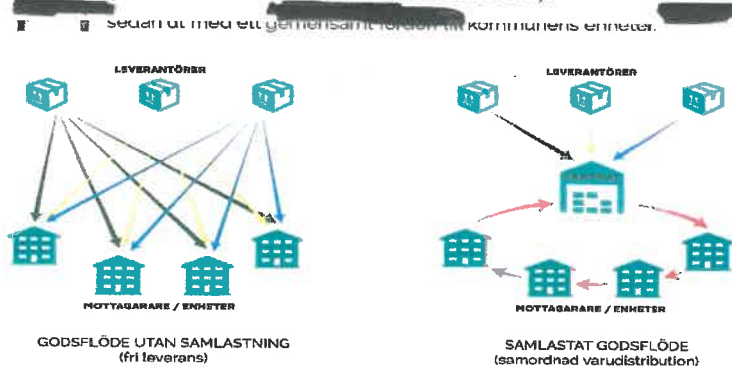 sedan ut med ett gemensamt fordon till kommunens enheter.
LEVERANTÖRER
LEVERANTÖRER
MOTTAGARARE / ENHETER
MOTTAGARARE / ENHETER
GODSFLÖDE UTAN SAMLASTNING
(fri leverans)
SAMLASTAT GODSFLÖDE
(samordnad varudistribution)